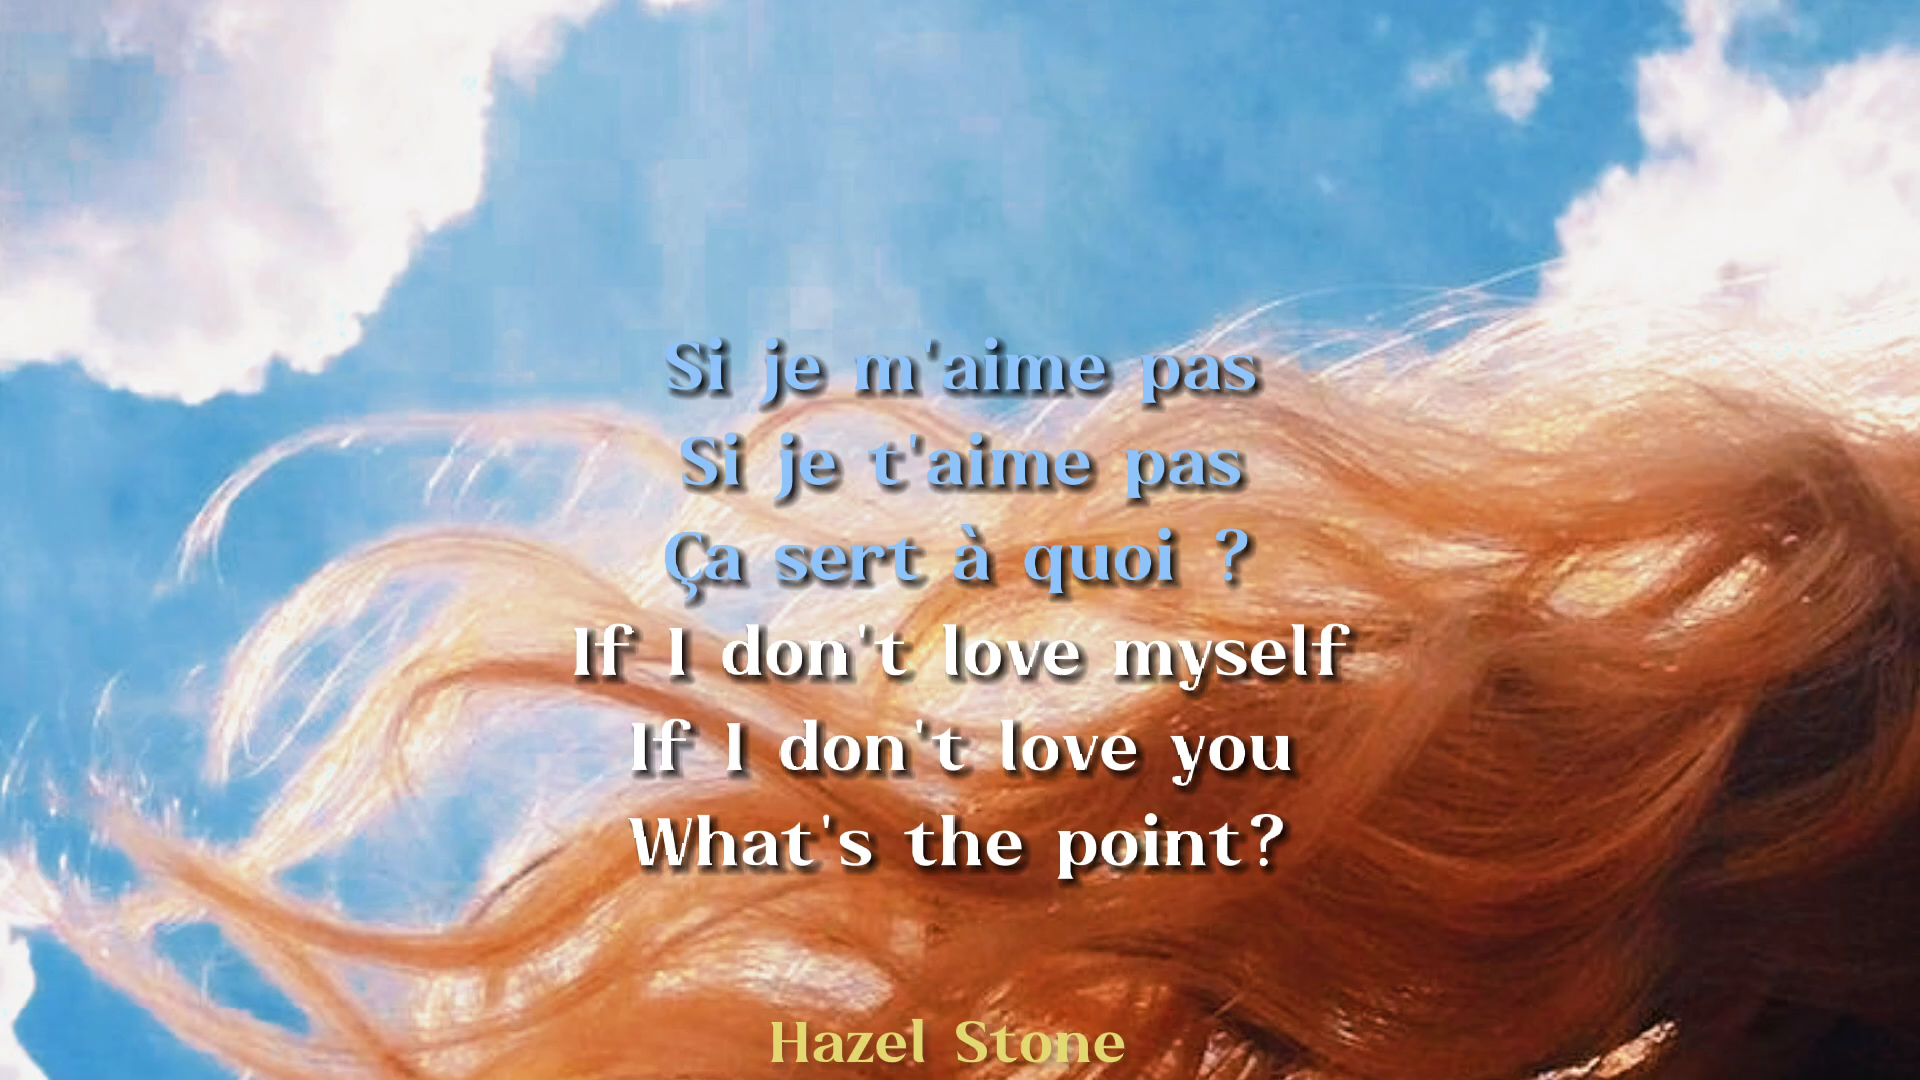 Si je m'aime pas
Si je t'aime pas
Ça sert à quoi ?
If I don't love myself
If I don't love you
What's the point?
Hazel Stone